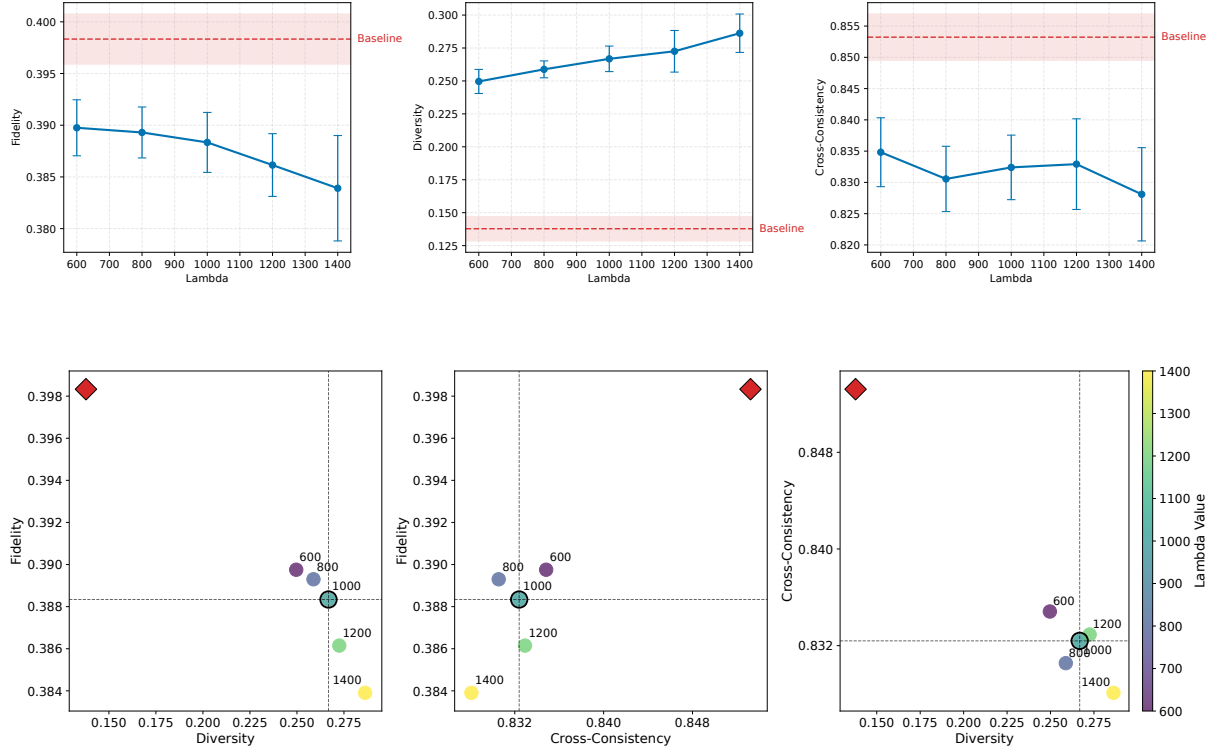 0.400
0.395
0.390
0.385
0.380
Fidelity
Baseline
600 700 800 900 1000 1100 1200 1300 1400
Lambda
0.300
0.275
0.250
0.225
0.200
0.175
0.150
0.125
Diversity
Baseline
600 700 800 900 1000 1100 1200 1300 1400
Lambda
0.855
0.850
0.845
0.840
0.835
0.830
0.825
0.820
Cross-Consistency
Baseline
600 700 800 900 1000 1100 1200 1300 1400
Lambda
0.398
0.396
0.394
0.392
0.390
0.388
0.386
0.384
Fidelity
600
800
1000
1200
1400
0.150 0.175 0.200 0.225 0.250 0.275
Diversity
0.398
0.396
0.394
0.392
0.390
0.388
0.386
0.384
Fidelity
600
800
1000
1200
1400
0.832 0.840 0.848
Cross-Consistency
0.848
0.840
0.832
Cross-Consistency
600
1200
800
1000
1400
0.150 0.175 0.200 0.225 0.250 0.275
Diversity
1400
1300
1200
1100
1000
900
800
700
600
Lambda Value